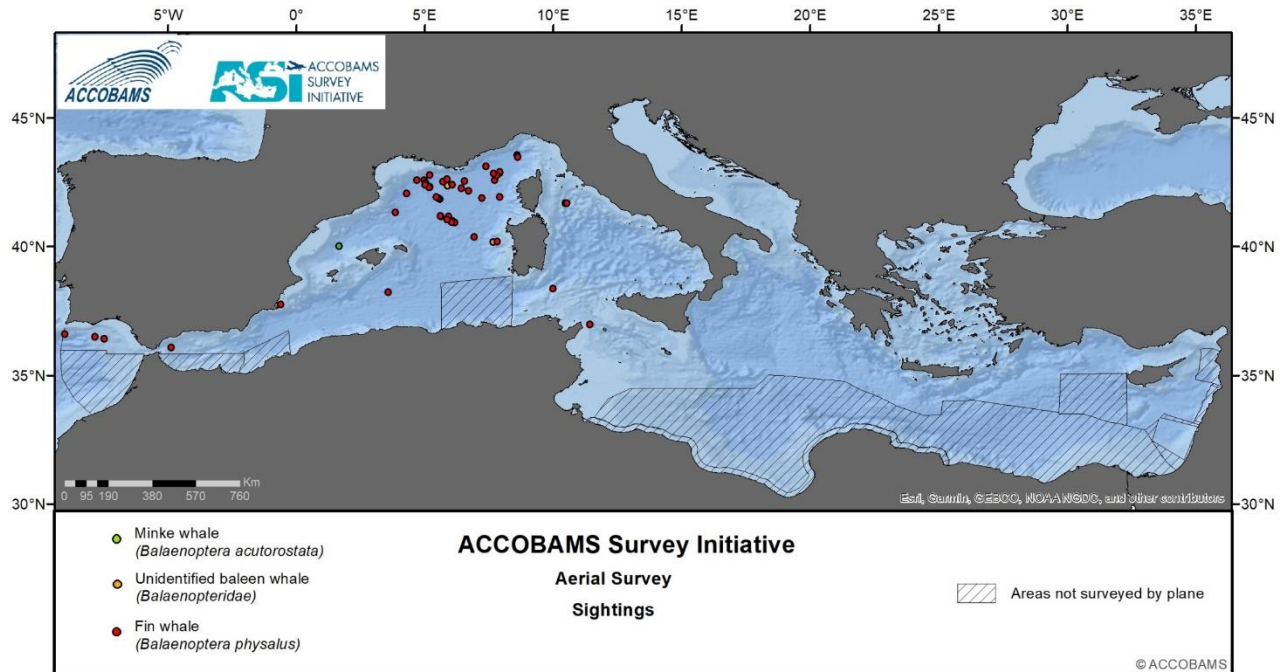 5°W 0° 5°E 10°E 15°E 20°E 25°E 30°E 35°E
ACCOBAMS
ASI
ACCOBAMS
SURVEY
INITIATIVE
45°N 45°N
40°N 40°N
35°N 35°N
30°N 30°N
Km
0 95 190 380 570 760
Esri, Garmin, GEBCO, NOAA NGDC, and other contributors
Minke whale
(Balaenoptera acutorostata)
Unidentified baleen whale
(Balaenopteridae)
Fin whale
(Balaenoptera physalus)
ACCOBAMS Survey Initiative
Aerial Survey
Sightings
Areas not surveyed by plane
© ACCOBAMS